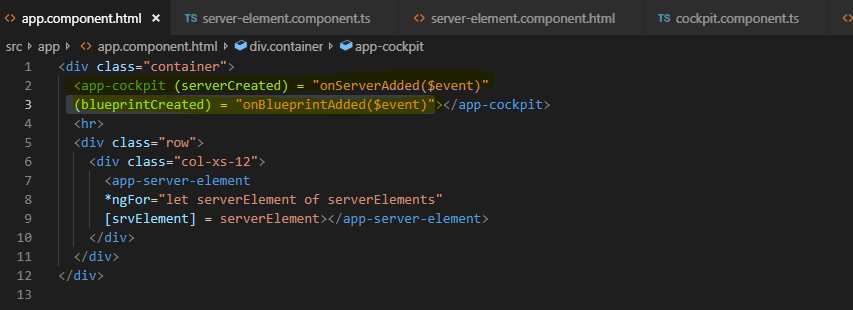 <> app.component.html × TS server-element.component.ts <> server-element.component.html TS cockpit.component.ts <>
src > app > <> app.component.html > div.container > app-cockpit
1 <div class="container">
2 <app-cockpit (serverCreated) = "onServerAdded($event)"
3 (blueprintCreated) = "onBlueprintAdded($event)"></app-cockpit>
4 <hr>
5 <div class="row">
6 <div class="col-xs-12">
7 <app-server-element
8 *ngFor="let serverElement of serverElements"
9 [srvElement] = serverElement></app-server-element>
10 </div>
11 </div>
12 </div>
13